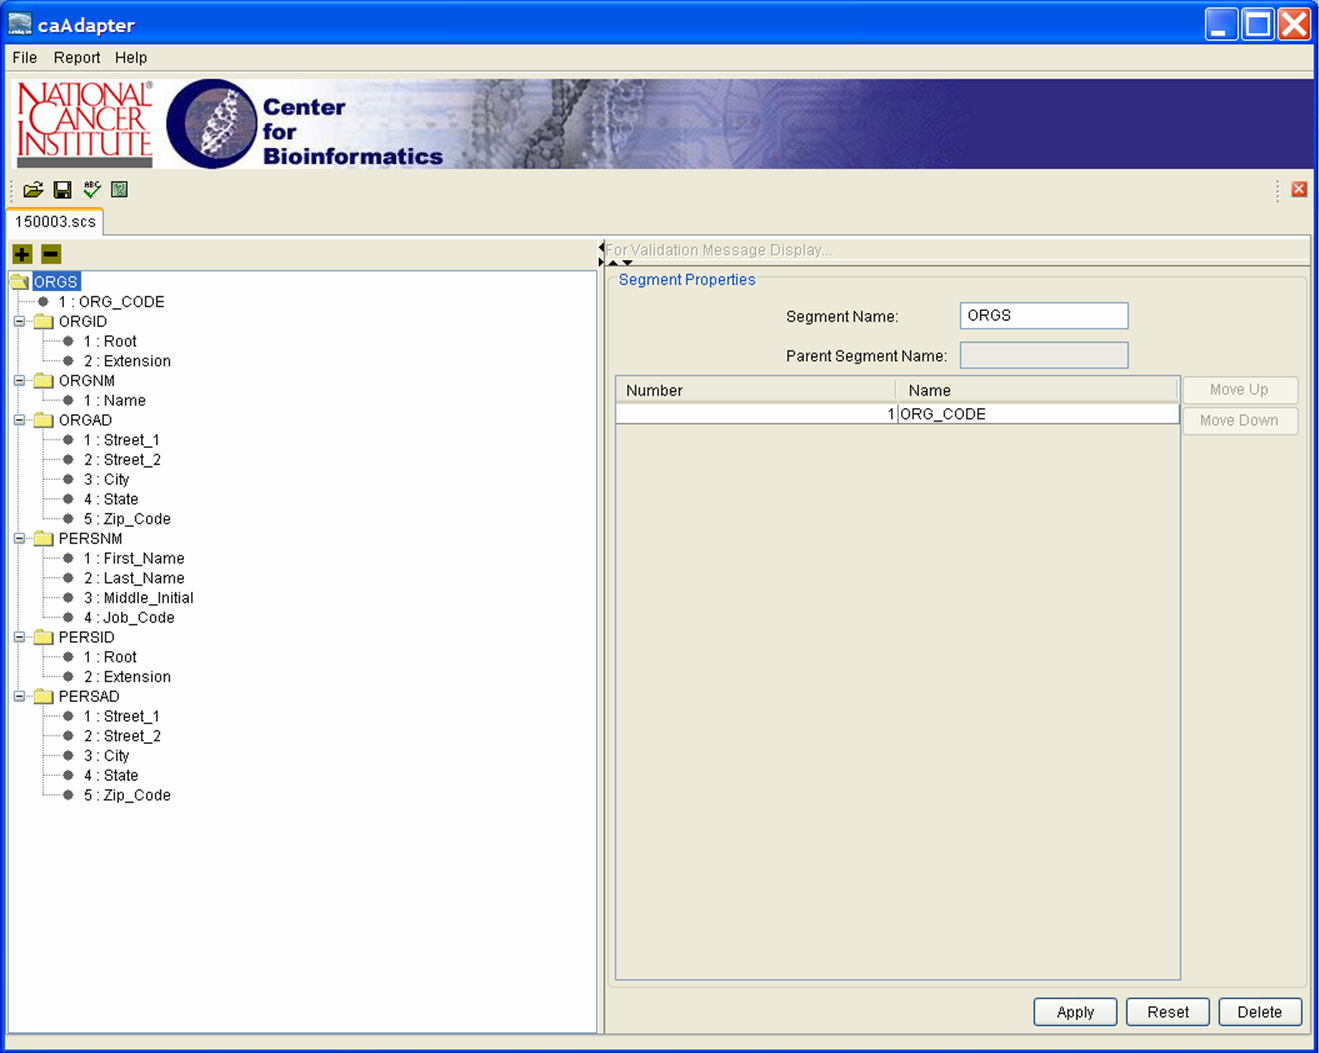 caAdapter
File Report Help
NATIONAL
CANCER
INSTITUTE
®
Center
for
Bioinformatics
ABC
?
150003.scs
For Validation Message Display...
ORGS
1 : ORG_CODE
ORGID
1 : Root
2 : Extension
ORGNM
1 : Name
ORGAD
1 : Street_1
2 : Street_2
3 : City
4 : State
5 : Zip_Code
PERSNM
1 : First_Name
2 : Last_Name
3 : Middle_Initial
4 : Job_Code
PERSID
1 : Root
2 : Extension
PERSAD
1 : Street_1
2 : Street_2
3 : City
4 : State
5 : Zip_Code
Segment Properties
Segment Name: ORGS
Parent Segment Name:
Number Name
1 ORG_CODE
Move Up
Move Down
Apply Reset Delete